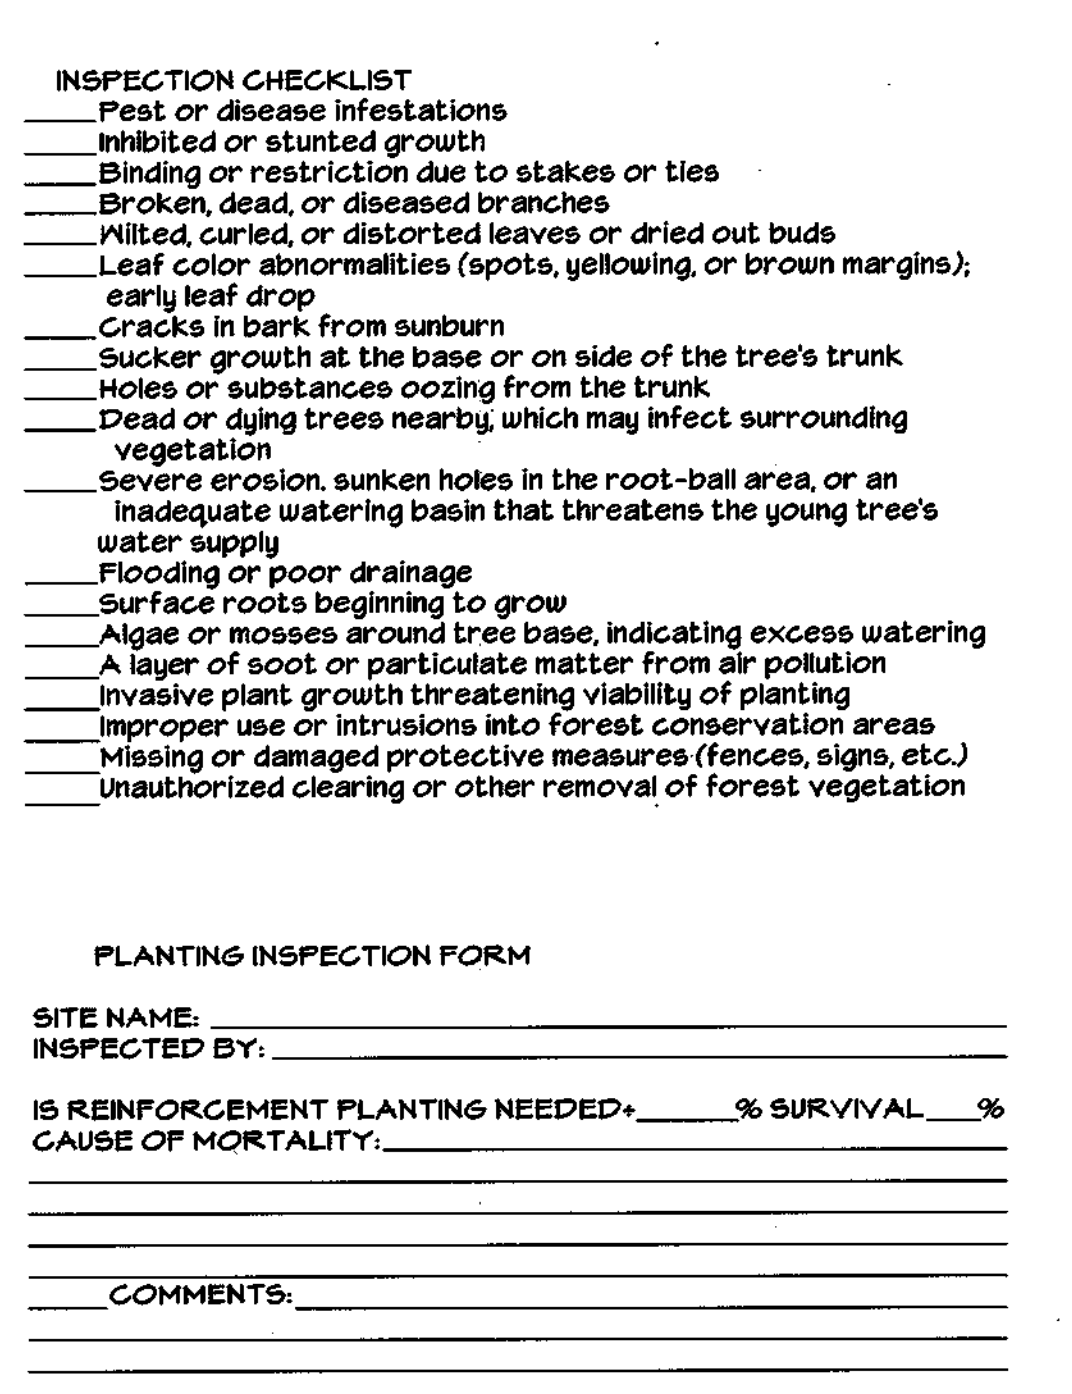 INSPECTION CHECKLIST
_____Pest or disease infestations
_____Inhibited or stunted growth
_____Binding or restriction due to stakes or ties
_____Broken, dead, or diseased branches
_____Wilted, curled, or distorted leaves or dried out buds
_____Leaf color abnormalities (spots, yellowing, or brown margins);
early leaf drop
_____Cracks in bark from sunburn
_____Sucker growth at the base or on side of the tree's trunk
_____Holes or substances oozing from the trunk
_____Dead or dying trees nearby, which may infect surrounding
vegetation
_____Severe erosion. sunken holes in the root-ball area, or an
inadequate watering basin that threatens the young tree's
water supply
_____Flooding or poor drainage
_____Surface roots beginning to grow
_____Algae or mosses around tree base, indicating excess watering
_____A layer of soot or particulate matter from air pollution
_____Invasive plant growth threatening viability of planting
_____Improper use or intrusions into forest conservation areas
_____Missing or damaged protective measures (fences, signs, etc.)
_____Unauthorized clearing or other removal of forest vegetation
PLANTING INSPECTION FORM
SITE NAME: ____________________
INSPECTED BY: ____________________
IS REINFORCEMENT PLANTING NEEDED+_______% SURVIVAL____%
CAUSE OF MORTALITY:____________________
_____COMMENTS:____________________